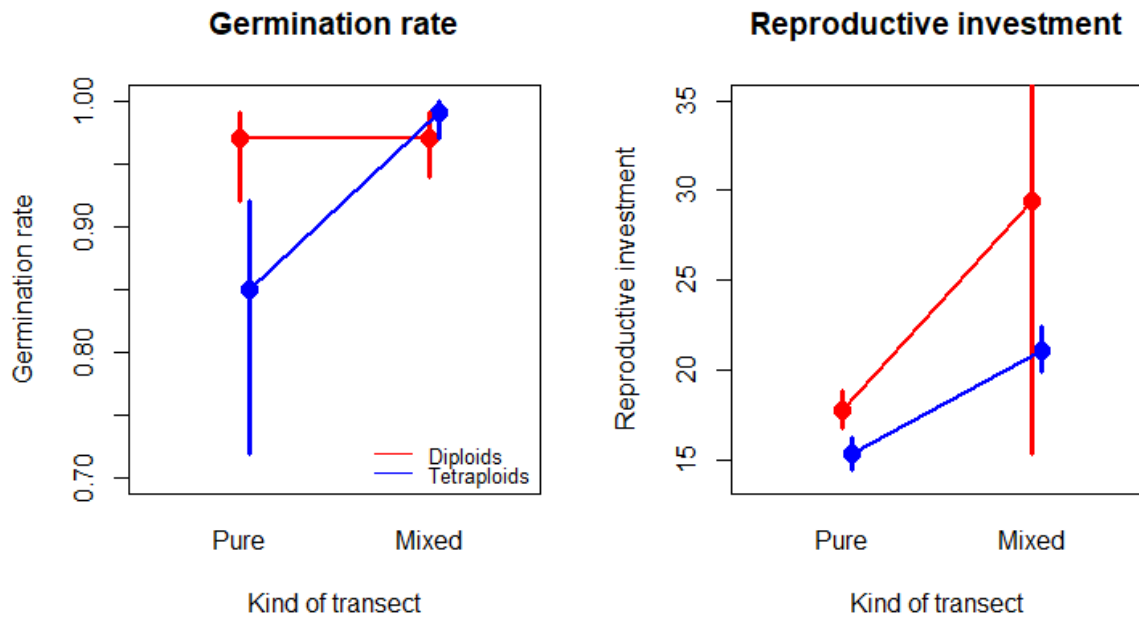 Germination rate
Germination rate
1.00
0.90
0.80
0.70
Diploids
Tetraploids
Pure Mixed
Kind of transect
Reproductive investment
Reproductive investment
35
30
25
20
15
Pure Mixed
Kind of transect